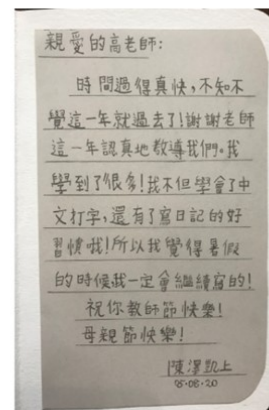 親愛的高老師：
時間過得真快，不知不
覺這一年就過去了！謝謝老師
這一年認真地教導我們。我
學到了很多！我不但學會了中
文打字，還有了寫日記的好
習慣哦！所以我覺得暑假
的時候我一定會繼續寫的！
祝你教師節快樂！
母親節快樂！
陳澤凱上
5.08.20